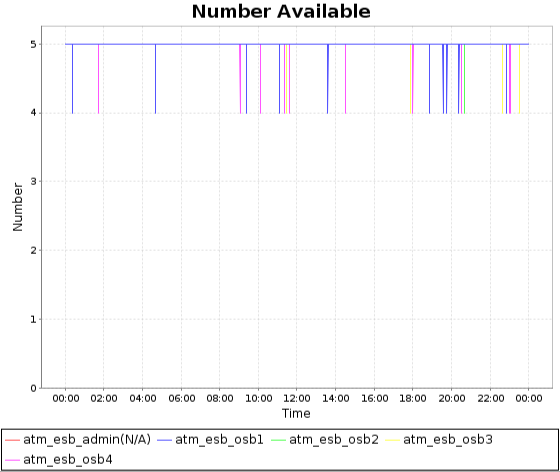 Number Available
5
4
3
2
1
0
Number
00:00 02:00 04:00 06:00 08:00 10:00 12:00 14:00 16:00 18:00 20:00 22:00 00:00
Time
atm_esb_admin(N/A) atm_esb_osb1 atm_esb_osb2 atm_esb_osb3
atm_esb_osb4